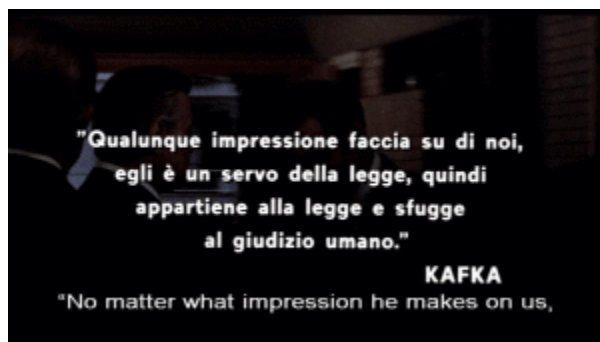 "Qualunque impressione faccia su di noi,
egli è un servo della legge, quindi
appartiene alla legge e sfugge
al giudizio umano."
KAFKA
"No matter what impression he makes on us,